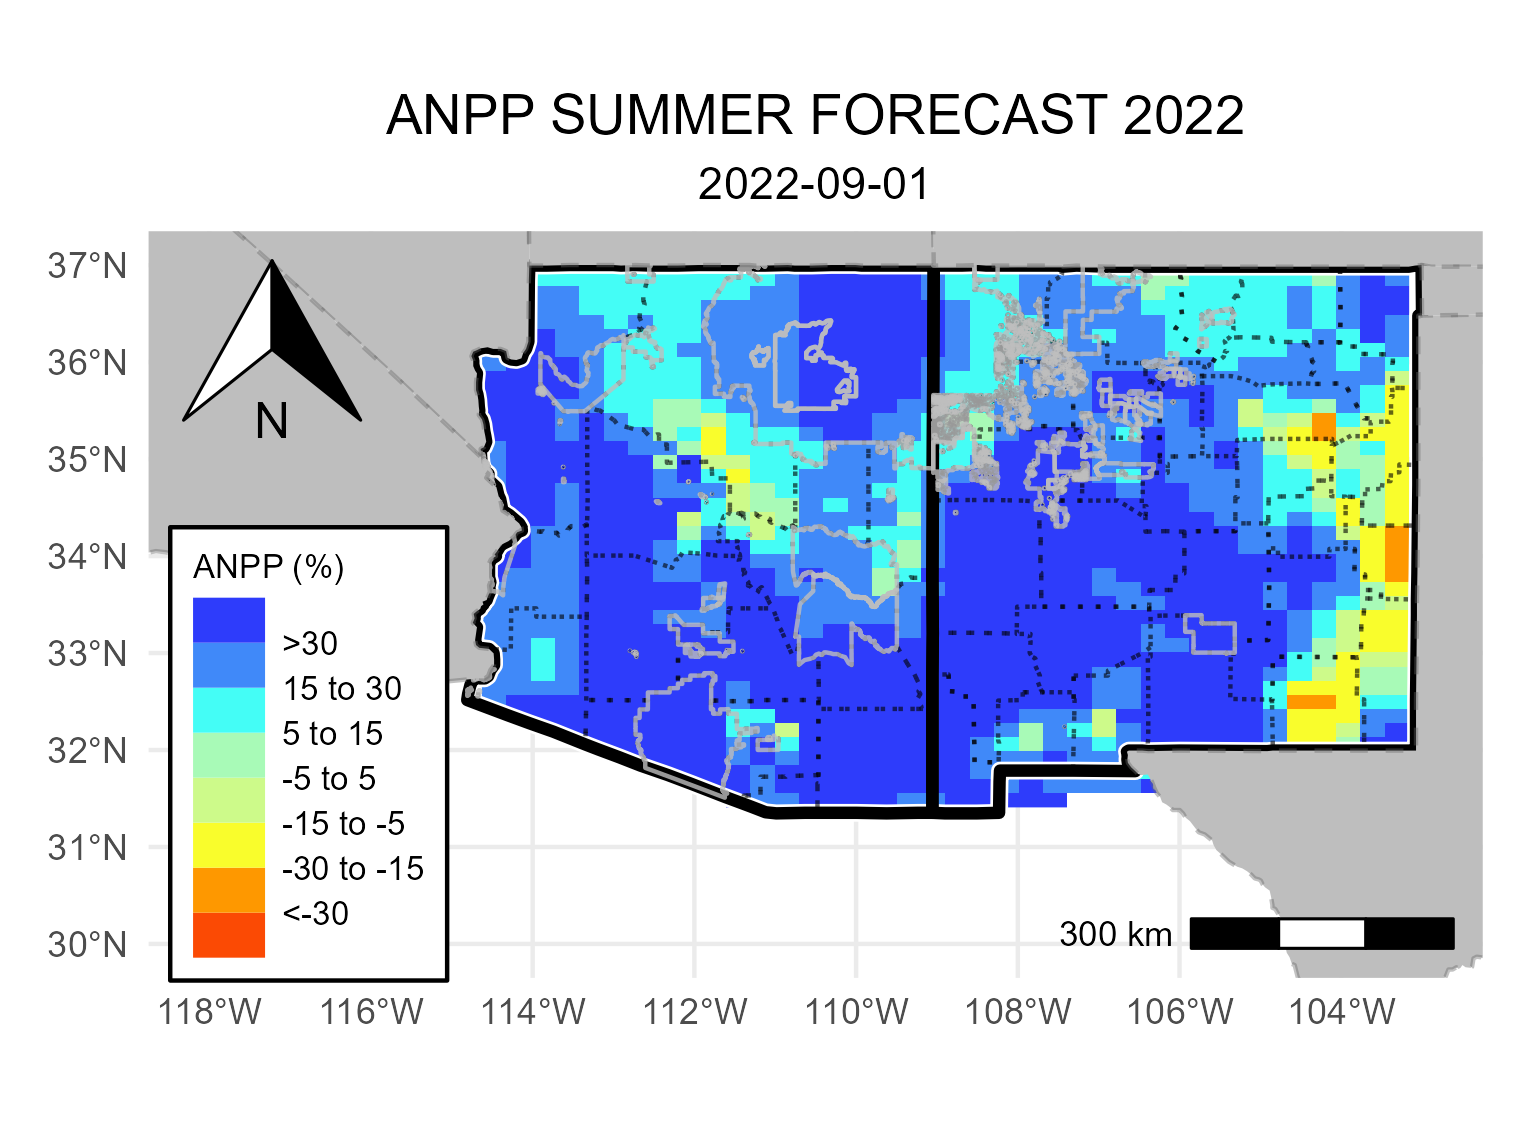 ANPP SUMMER FORECAST 2022
2022-09-01
37°N
36°N
35°N
34°N
33°N
32°N
31°N
30°N
N
ANPP (%)
>30
15 to 30
5 to 15
-5 to 5
-15 to -5
-30 to -15
<-30
300 km
118°W 116°W 114°W 112°W 110°W 108°W 106°W 104°W